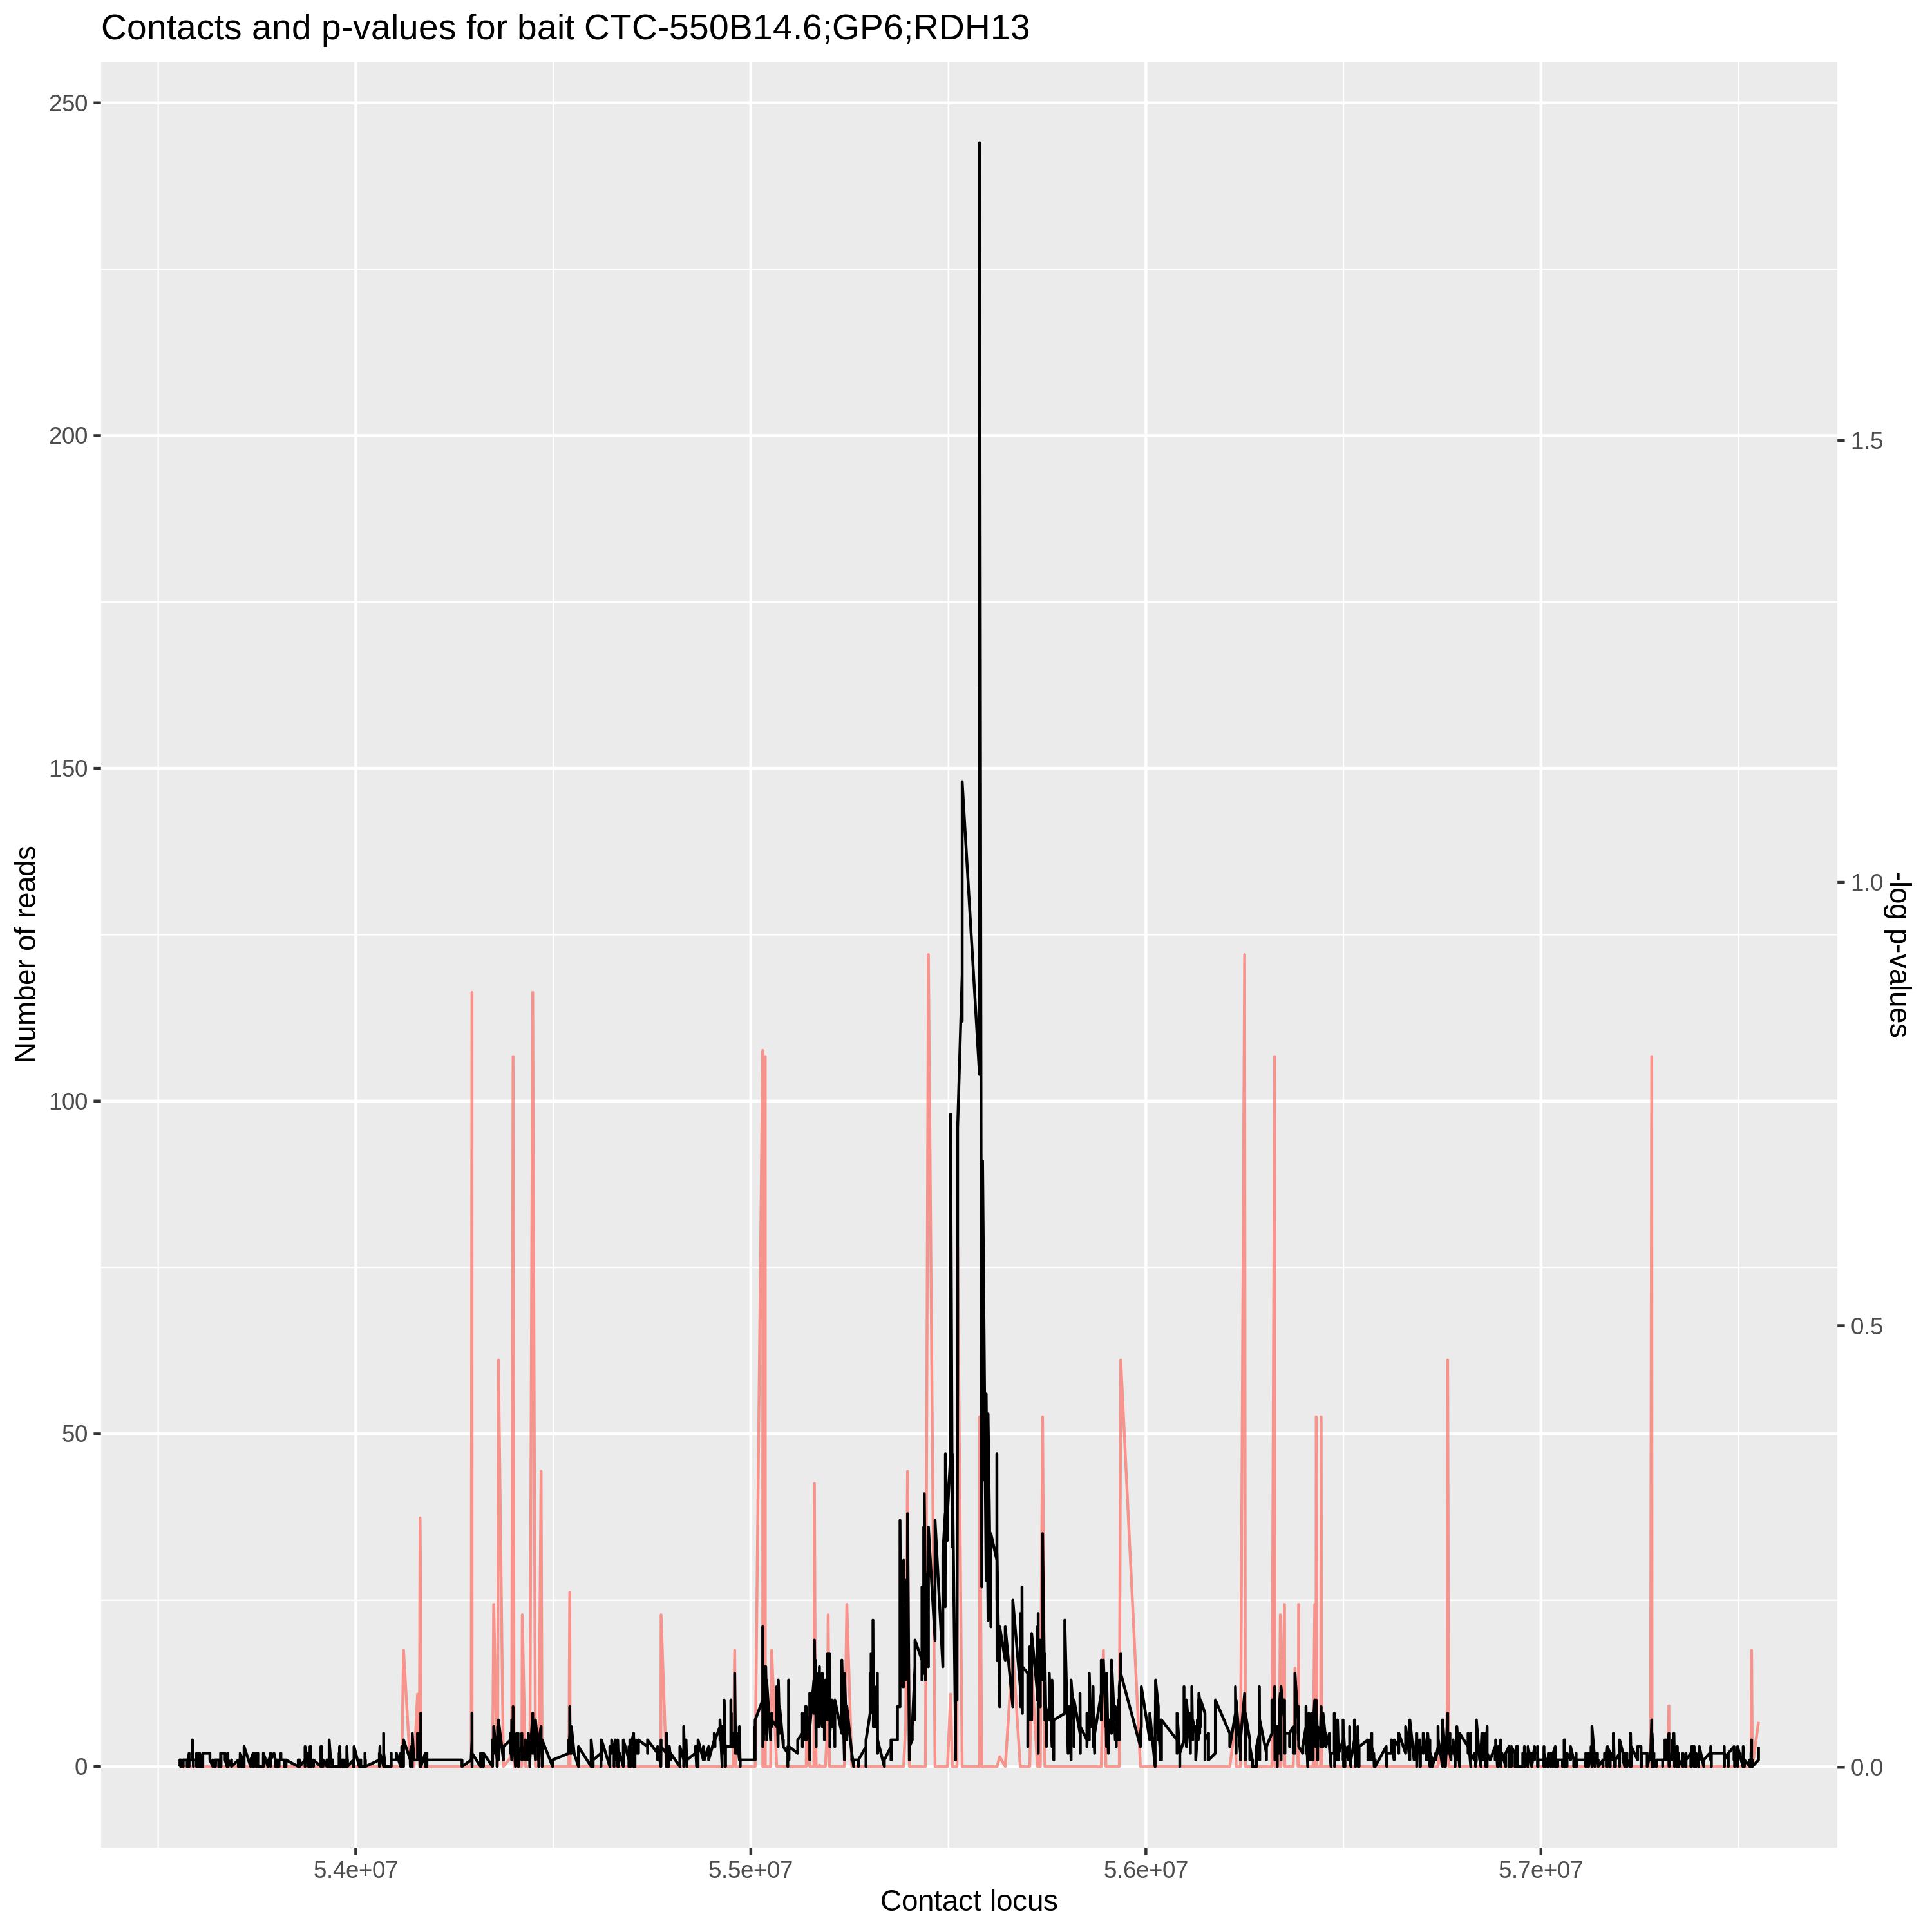 Contacts and p-values for bait CTC-550B14.6;GP6;RDH13
250
200
150
100
50
0
Number of reads
1.5
1.0
0.5
0.0
-log p-values
5.4e+07
5.5e+07
5.6e+07
5.7e+07
Contact locus